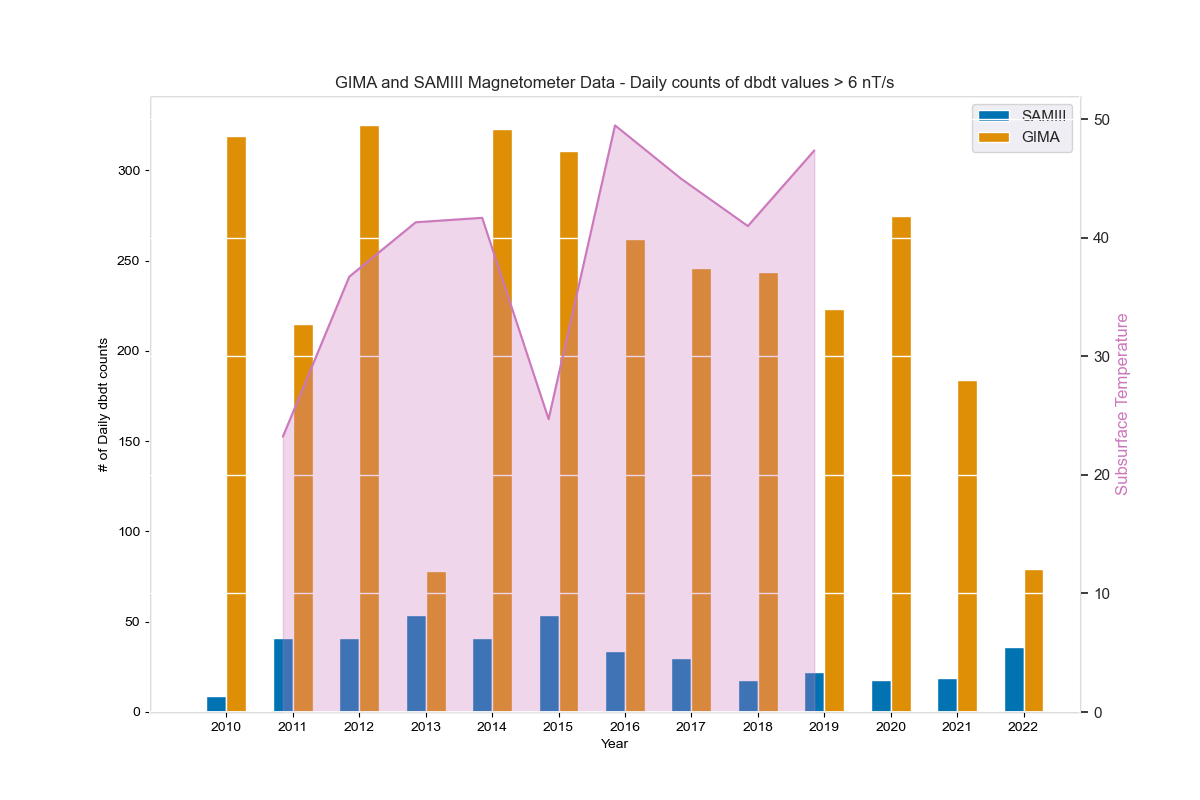 GIMA and SAMIII Magnetometer Data - Daily counts of dbdt values > 6 nT/s
SAMIII
GIMA
300
250
200
150
100
50
0
# of Daily dbdt counts
50
40
30
20
10
0
Subsurface Temperature
2010 2011 2012 2013 2014 2015 2016 2017 2018 2019 2020 2021 2022
Year